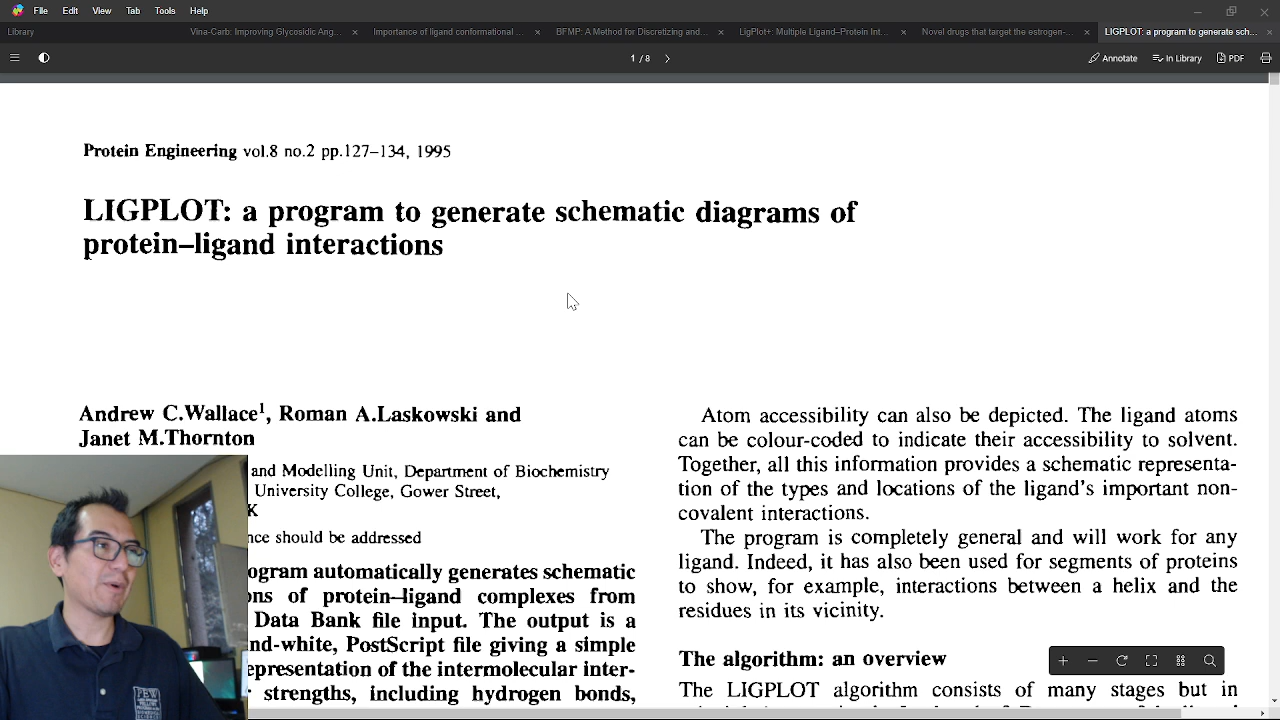 File Edit View Tab Tools Help
Library Vina-Carb: Improving Glycosidic Ang... Importance of ligand conformational ... BFMP: A Method for Discretizing and... LigPlot+: Multiple Ligand–Protein Int... Novel drugs that target the estrogen-... LIGPLOT: a program to generate sch...
1 / 8 Annotate In Library PDF
Protein Engineering vol.8 no.2 pp.127–134, 1995
LIGPLOT: a program to generate schematic diagrams of
protein–ligand interactions
Andrew C.Wallace1, Roman A.Laskowski and
Janet M.Thornton
and Modelling Unit, Department of Biochemistry
University College, Gower Street,
K
nce should be addressed
ogram automatically generates schematic
ons of protein–ligand complexes from
Data Bank file input. The output is a
nd-white, PostScript file giving a simple
epresentation of the intermolecular inter-
strengths, including hydrogen bonds,
Atom accessibility can also be depicted. The ligand atoms
can be colour-coded to indicate their accessibility to solvent.
Together, all this information provides a schematic representa-
tion of the types and locations of the ligand's important non-
covalent interactions.
The program is completely general and will work for any
ligand. Indeed, it has also been used for segments of proteins
to show, for example, interactions between a helix and the
residues in its vicinity.
The algorithm: an overview
The LIGPLOT algorithm consists of many stages but in